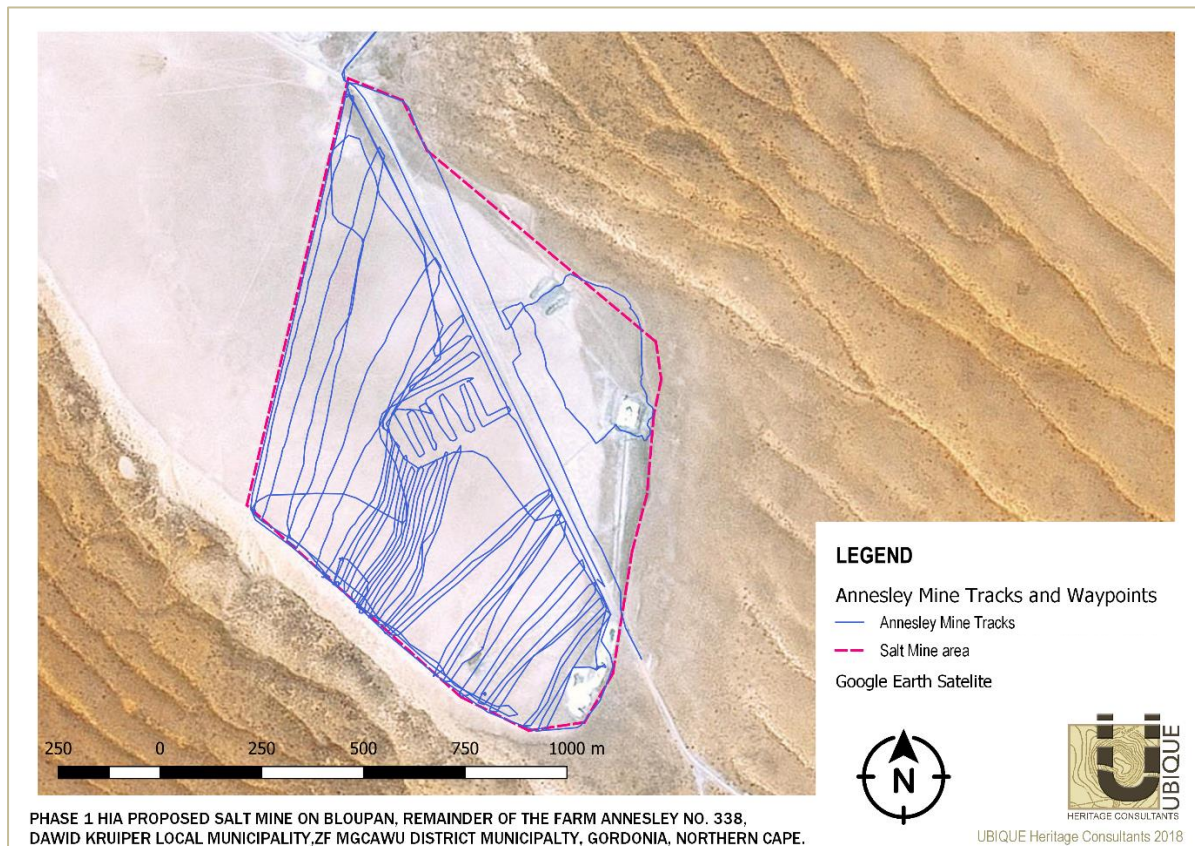 LEGEND
Annesley Mine Tracks and Waypoints
Annesley Mine Tracks
Salt Mine area
Google Earth Satelite
250 0 250 500 750 1000 m
N
Ü
UBIQUE
HERITAGE CONSULTANTS
PHASE 1 HIA PROPOSED SALT MINE ON BLOUPAN, REMAINDER OF THE FARM ANNESLEY NO. 338,
DAWID KRUIPER LOCAL MUNICIPALITY,ZF MGCAWU DISTRICT MUNICIPALTY, GORDONIA, NORTHERN CAPE.
UBIQUE Heritage Consultants 2018